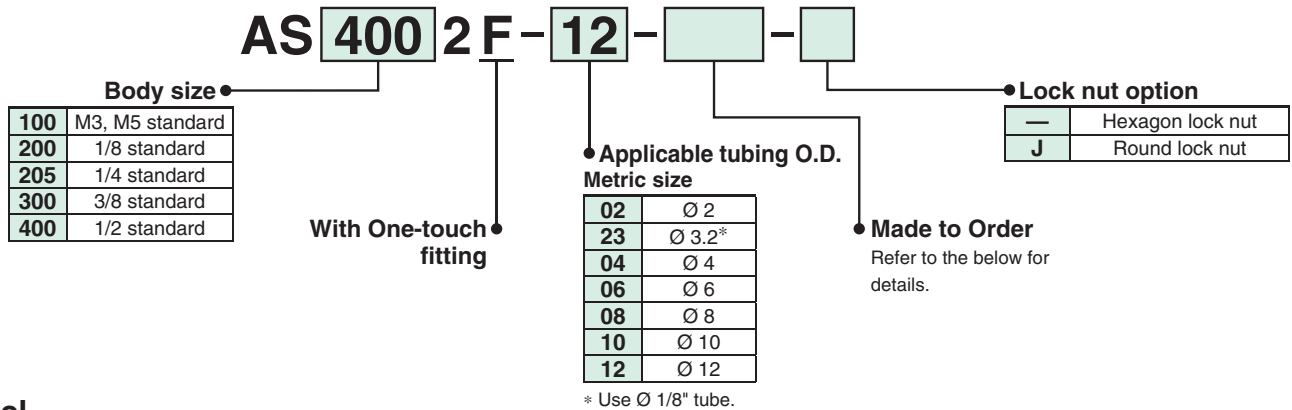 AS 400 2 F - 12 - -
Body size
100 M3, M5 standard
200 1/8 standard
205 1/4 standard
300 3/8 standard
400 1/2 standard
With One-touch
fitting
Applicable tubing O.D.
Metric size
02 Ø 2
23 Ø 3.2*
04 Ø 4
06 Ø 6
08 Ø 8
10 Ø 10
12 Ø 12
* Use Ø 1/8" tube.
Made to Order
Refer to the below for
details.
Lock nut option
— Hexagon lock nut
J Round lock nut